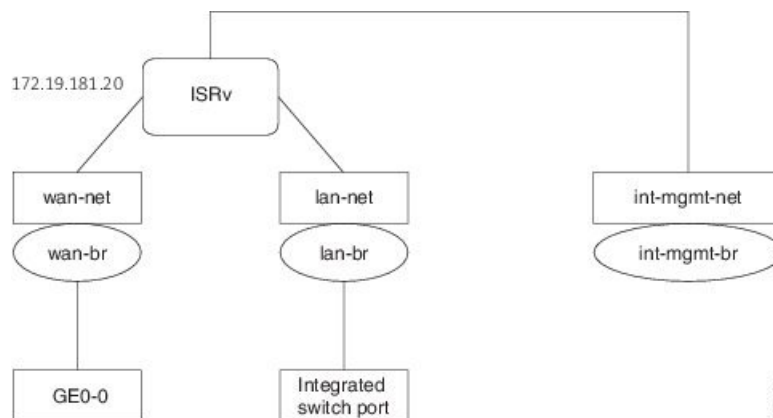 172.19.181.20
ISRv
wan-net
lan-net
int-mgmt-net
wan-br
lan-br
int-mgmt-br
GE0-0
Integrated
switch port